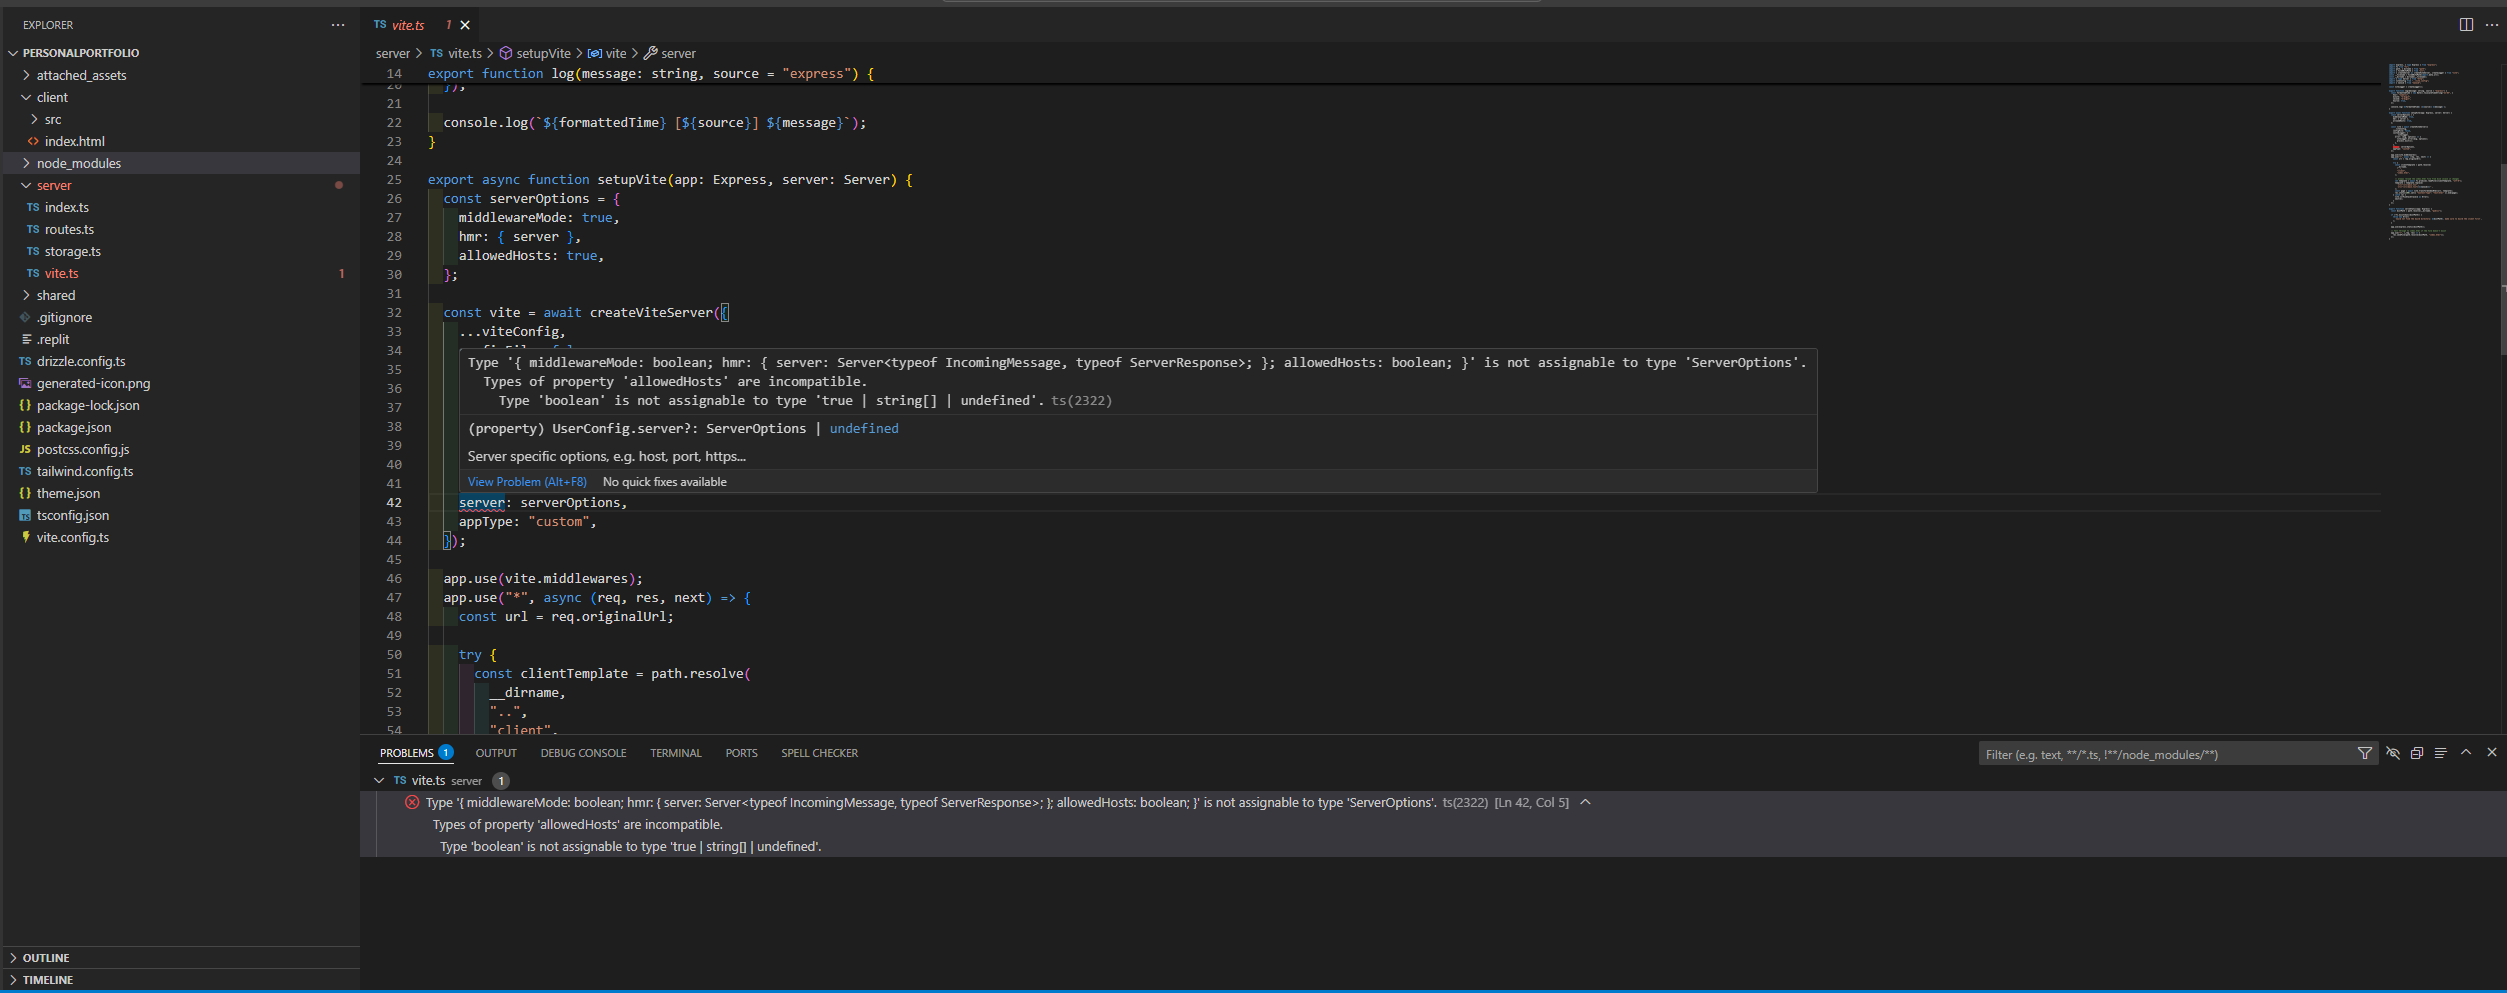 EXPLORER
PERSONALPORTFOLIO
attached_assets
client
src
index.html
node_modules
server
TS index.ts
TS routes.ts
TS storage.ts
TS vite.ts 1
shared
.gitignore
.replit
TS drizzle.config.ts
generated-icon.png
{} package-lock.json
{} package.json
JS postcss.config.js
TS tailwind.config.ts
{} theme.json
tsconfig.json
vite.config.ts
OUTLINE
TIMELINE
TS vite.ts 1
server > TS vite.ts > setupVite > vite > server
14 export function log(message: string, source = "express") {
20 });
21
22 console.log(`${formattedTime} [${source}] ${message}`);
23 }
24
25 export async function setupVite(app: Express, server: Server) {
26 const serverOptions = {
27 middlewareMode: true,
28 hmr: { server },
29 allowedHosts: true,
30 };
31
32 const vite = await createViteServer({
33 ...viteConfig,
34
35
36
37
38
39
40
41
Type '{ middlewareMode: boolean; hmr: { server: Server<typeof IncomingMessage, typeof ServerResponse>; }; allowedHosts: boolean; }' is not assignable to type 'ServerOptions'.
Types of property 'allowedHosts' are incompatible.
Type 'boolean' is not assignable to type 'true | string[] | undefined'. ts(2322)
(property) UserConfig.server?: ServerOptions | undefined
Server specific options, e.g. host, port, https...
View Problem (Alt+F8) No quick fixes available
42 server: serverOptions,
43 appType: "custom",
44 });
45
46 app.use(vite.middlewares);
47 app.use("*", async (req, res, next) => {
48 const url = req.originalUrl;
49
50 try {
51 const clientTemplate = path.resolve(
52 __dirname,
53 "..",
54 "client",
PROBLEMS 1 OUTPUT DEBUG CONSOLE TERMINAL PORTS SPELL CHECKER
Filter (e.g. text, **/*.ts, !**/node_modules/**)
TS vite.ts server 1
Type '{ middlewareMode: boolean; hmr: { server: Server<typeof IncomingMessage, typeof ServerResponse>; }; allowedHosts: boolean; }' is not assignable to type 'ServerOptions'. ts(2322) [Ln 42, Col 5]
Types of property 'allowedHosts' are incompatible.
Type 'boolean' is not assignable to type 'true | string[] | undefined'.